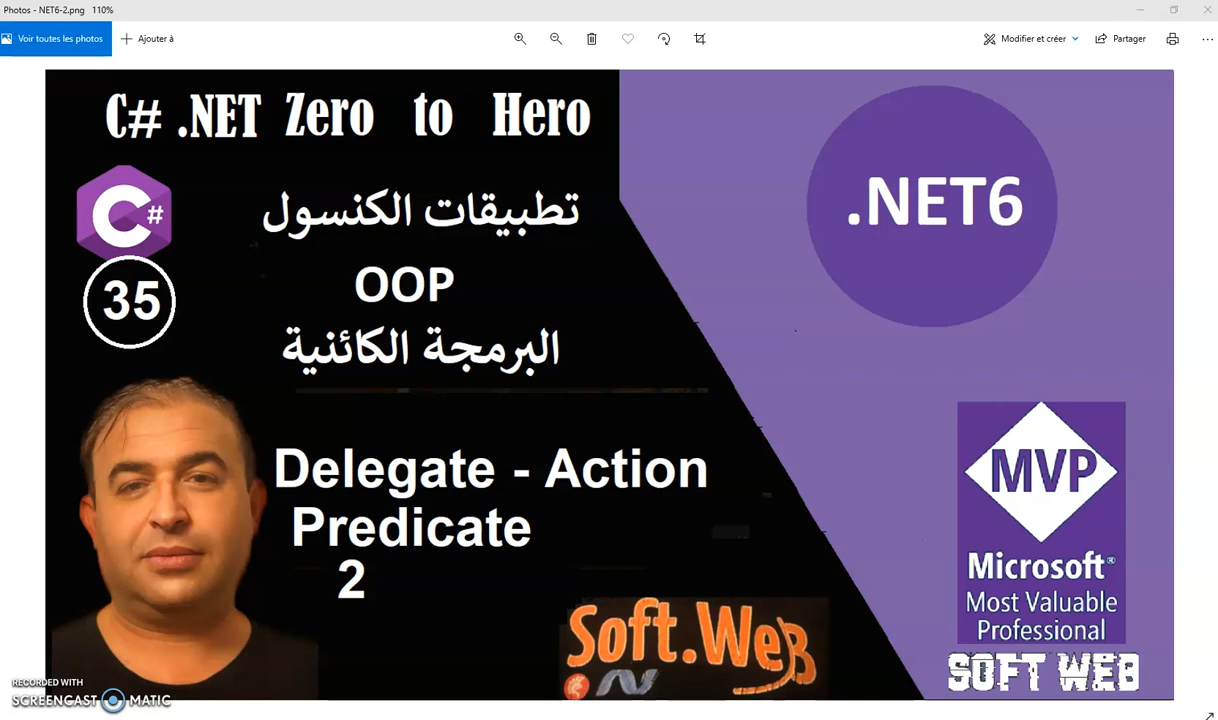 Photos - NET6-2.png 110%
Voir toutes les photos
Ajouter à
Modifier et créer
Partager
C# .NET Zero to Hero
C#
35
تطبيقات الكنسول
OOP
البرمجة الكائنية
Delegate - Action
Predicate
2
Soft.Web
.NET6
MVP
Microsoft®
Most Valuable
Professional
SOFT WEB
RECORDED WITH
SCREENCAST MATIC